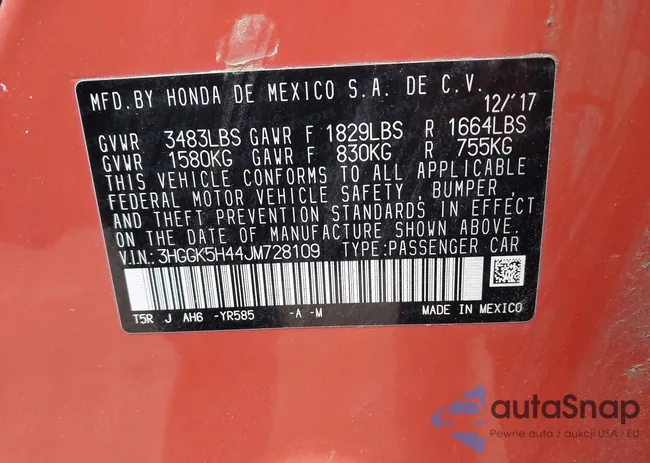 MFD.BY HONDA DE MEXICO S.A. DE C.V.
12/'17
GVWR 3483LBS GAWR F 1829LBS R 1664LBS
GVWR 1580KG GAWR F 830KG R 755KG
THIS VEHICLE CONFORMS TO ALL APPLICABLE
FEDERAL MOTOR VEHICLE SAFETY, BUMPER,
AND THEFT PREVENTION STANDARDS IN EFFECT
ON THE DATE OF MANUFACTURE SHOWN ABOVE.
V.I.N: 3HGGK5H44JM728109 TYPE:PASSENGER CAR
T5R J AH6 -YR585 -A -M MADE IN MEXICO
autaSnap
Pewne auta z aukcji USA i EU